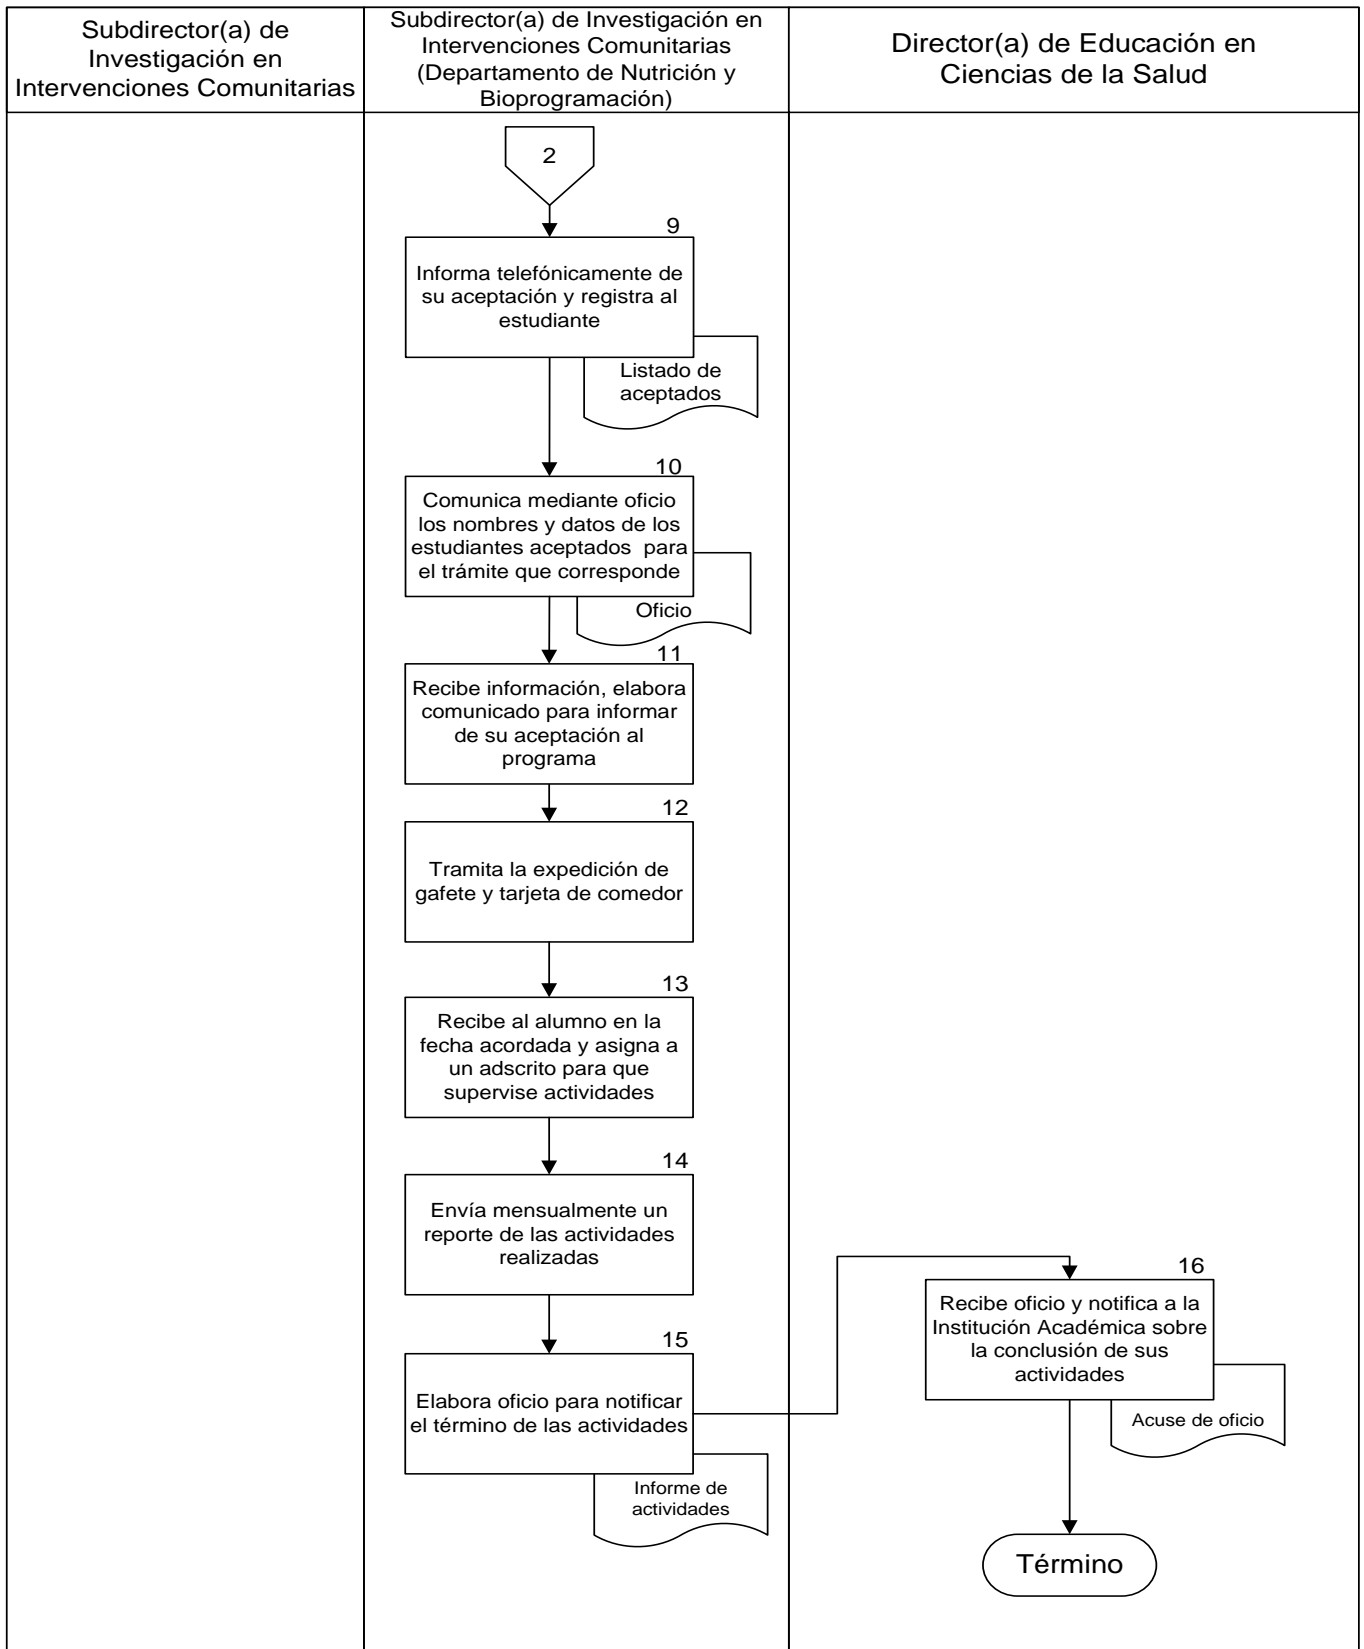 Subdirector(a) de
Investigación en
Intervenciones Comunitarias
Subdirector(a) de Investigación en
Intervenciones Comunitarias
(Departamento de Nutrición y
Bioprogramación)
Director(a) de Educación en
Ciencias de la Salud
2
9
Informa telefónicamente de
su aceptación y registra al
estudiante
Listado de
aceptados
10
Comunica mediante oficio
los nombres y datos de los
estudiantes aceptados para
el trámite que corresponde
Oficio
11
Recibe información, elabora
comunicado para informar
de su aceptación al
programa
12
Tramita la expedición de
gafete y tarjeta de comedor
13
Recibe al alumno en la
fecha acordada y asigna a
un adscrito para que
supervise actividades
14
Envía mensualmente un
reporte de las actividades
realizadas
15
Elabora oficio para notificar
el término de las actividades
Informe de
actividades
16
Recibe oficio y notifica a la
Institución Académica sobre
la conclusión de sus
actividades
Acuse de oficio
Término